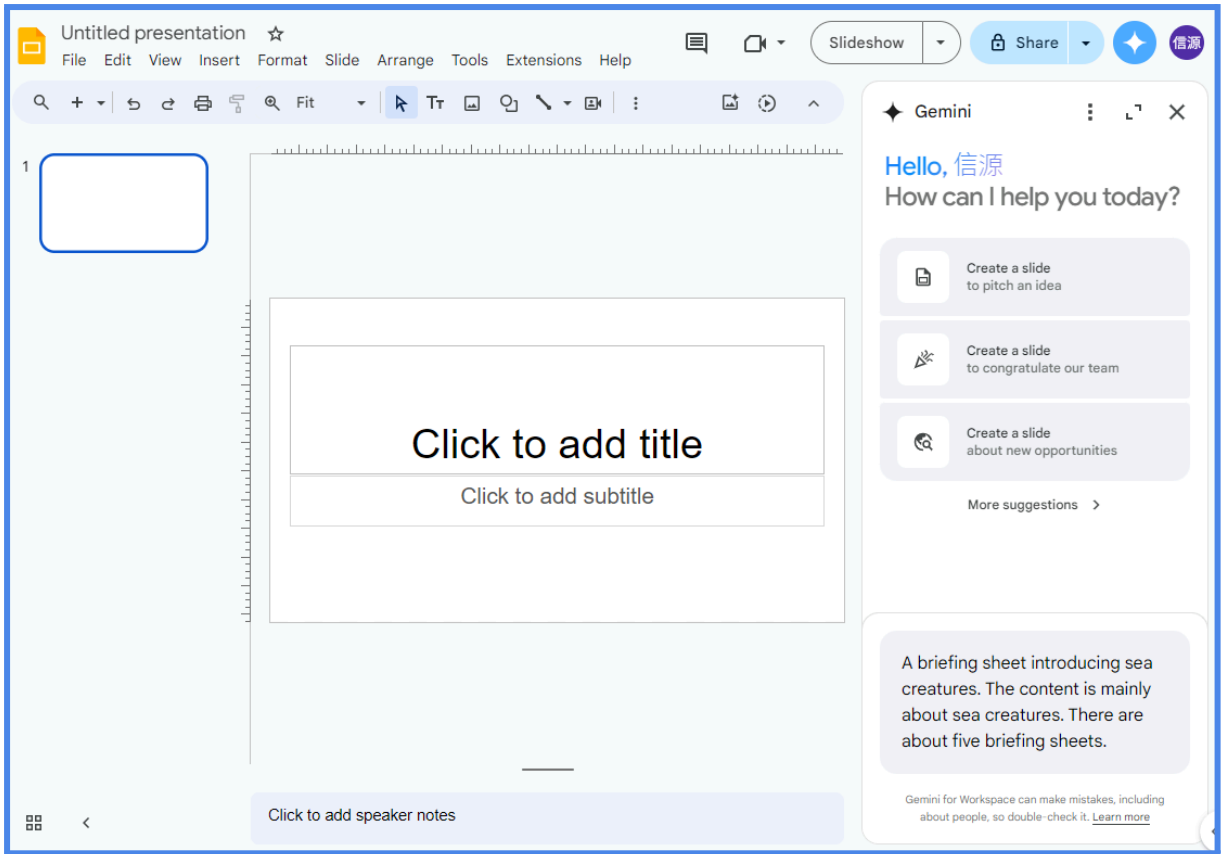 Untitled presentation
File Edit View Insert Format Slide Arrange Tools Extensions Help
Slideshow
Share
信源
Fit
Tт
1
Click to add title
Click to add subtitle
Click to add speaker notes
Gemini
Hello, 信源
How can I help you today?
Create a slide
to pitch an idea
Create a slide
to congratulate our team
Create a slide
about new opportunities
More suggestions
A briefing sheet introducing sea
creatures. The content is mainly
about sea creatures. There are
about five briefing sheets.
Gemini for Workspace can make mistakes, including
about people, so double-check it. Learn more